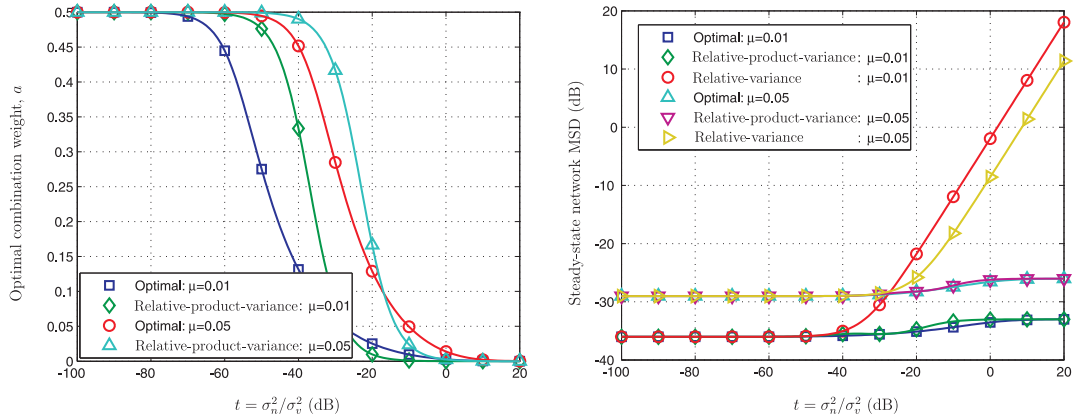 0.5
0.45
0.4
0.35
0.3
0.25
0.2
0.15
0.1
0.05
0
Optimal combination weight, a
Optimal: μ=0.01
Relative-product-variance: μ=0.01
Optimal: μ=0.05
Relative-product-variance: μ=0.05
-100 -80 -60 -40 -20 0 20
t = σ_n^2/σ_v^2 (dB)
20
10
0
-10
-20
-30
-40
Steady-state network MSD (dB)
Optimal: μ=0.01
Relative-product-variance: μ=0.01
Relative-variance : μ=0.01
Optimal: μ=0.05
Relative-product-variance: μ=0.05
Relative-variance : μ=0.05
-100 -80 -60 -40 -20 0 20
t = σ_n^2/σ_v^2 (dB)